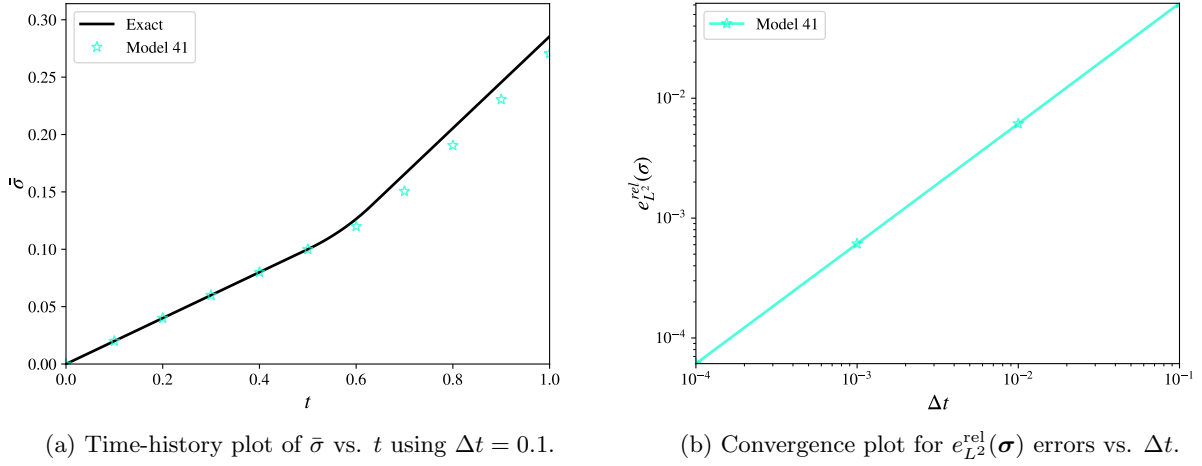 0.30
0.25
0.20
0.15
0.10
0.05
0.00
σ̄
Exact
Model 41
0.0 0.2 0.4 0.6 0.8 1.0
t
(a) Time-history plot of σ̄ vs. t using Δt = 0.1.
10⁻²
10⁻³
10⁻⁴
e^{rel}_{L²}(σ)
Model 41
10⁻⁴ 10⁻³ 10⁻² 10⁻¹
Δt
(b) Convergence plot for e^{rel}_{L²}(σ) errors vs. Δt.